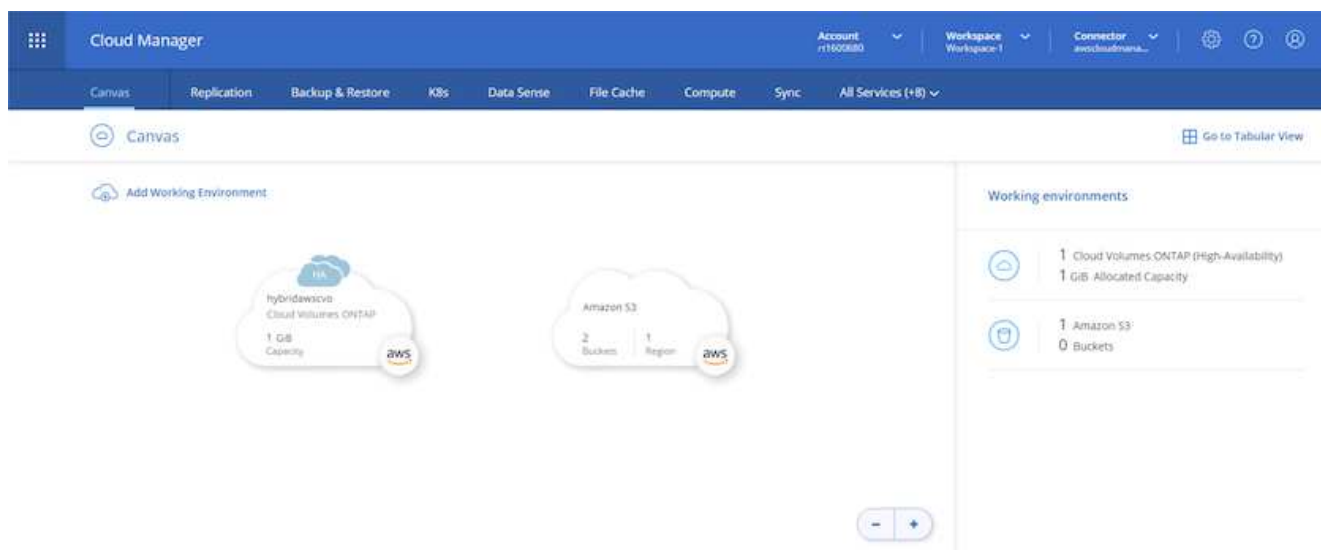 Cloud Manager
Account
rt1600680
Workspace
Workspace-1
Connector
awscloudmana...
Canvas Replication Backup & Restore K8s Data Sense File Cache Compute Sync All Services (+8)
Canvas
Go to Tabular View
Add Working Environment
HA
hybridawscvo
Cloud Volumes ONTAP
1 GiB
Capacity
aws
Amazon S3
2
Buckets
1
Region
aws
Working environments
1 Cloud Volumes ONTAP (High-Availability)
1 GiB Allocated Capacity
1 Amazon S3
0 Buckets
- +